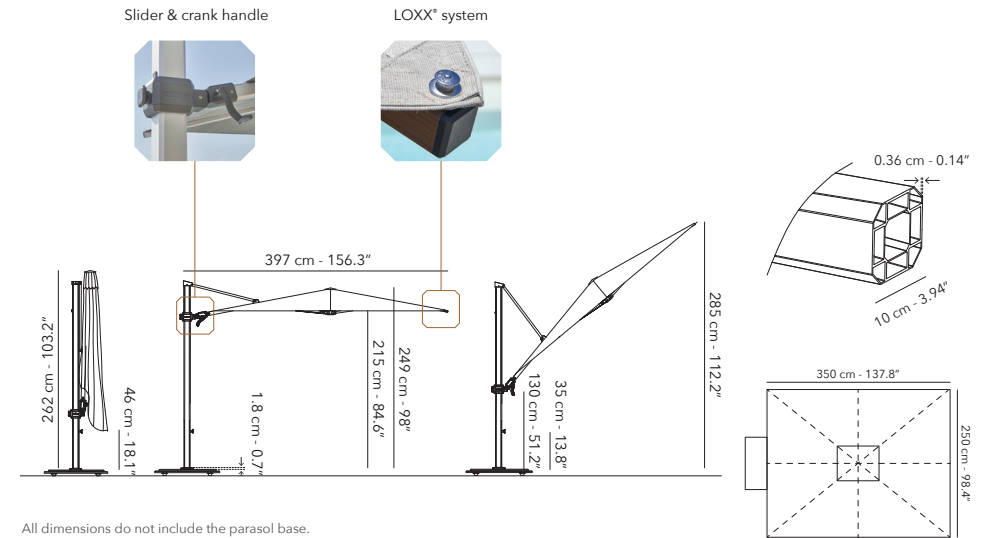 Slider & crank handle
LOXX® system
0.36 cm - 0.14”
397 cm - 156.3”
10 cm - 3.94”
262 cm - 103.2”
46 cm - 18.1”
1.8 cm - 0.7”
215 cm - 84.6”
249 cm - 98”
130 cm - 51.2”
35 cm - 13.8”
285 cm - 112.2”
350 cm - 137.8”
250 cm - 98.4”
All dimensions do not include the parasol base.